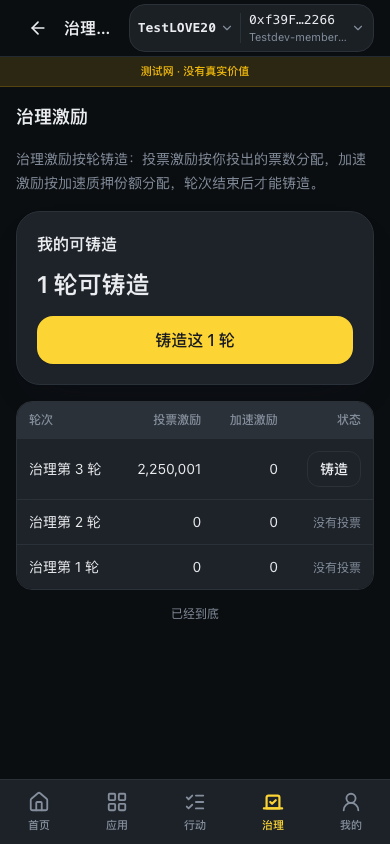 治理...
TestLOVE20
0xf39F…2266
Testdev-member...
测试网 · 没有真实价值
治理激励
治理激励按轮铸造：投票激励按你投出的票数分配，加速
激励按加速质押份额分配，轮次结束后才能铸造。
我的可铸造
1 轮可铸造
铸造这 1 轮
轮次 投票激励 加速激励 状态
治理第 3 轮 2,250,001 0 铸造
治理第 2 轮 0 0 没有投票
治理第 1 轮 0 0 没有投票
已经到底
首页 应用 行动 治理 我的